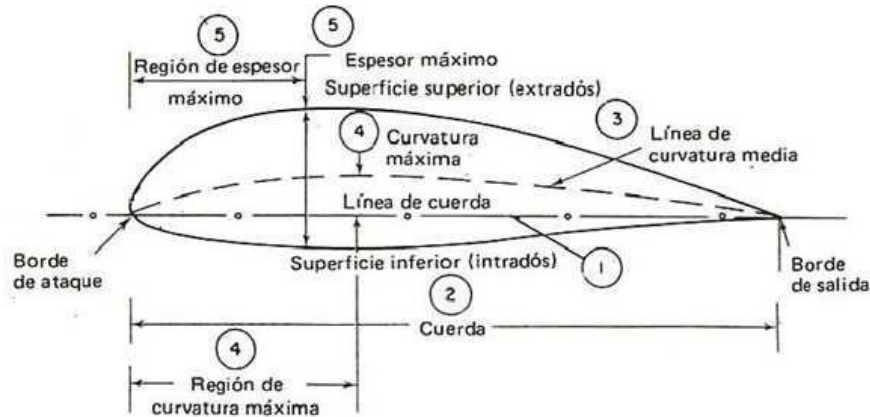 5
5
Región de espesor
máximo
Espesor máximo
Superficie superior (extradós)
3
4
Curvatura
máxima
Línea de
curvatura media
Línea de cuerda
Borde
de ataque
Superficie inferior (intradós)
1
Borde
de salida
2
Cuerda
4
Región de
curvatura máxima